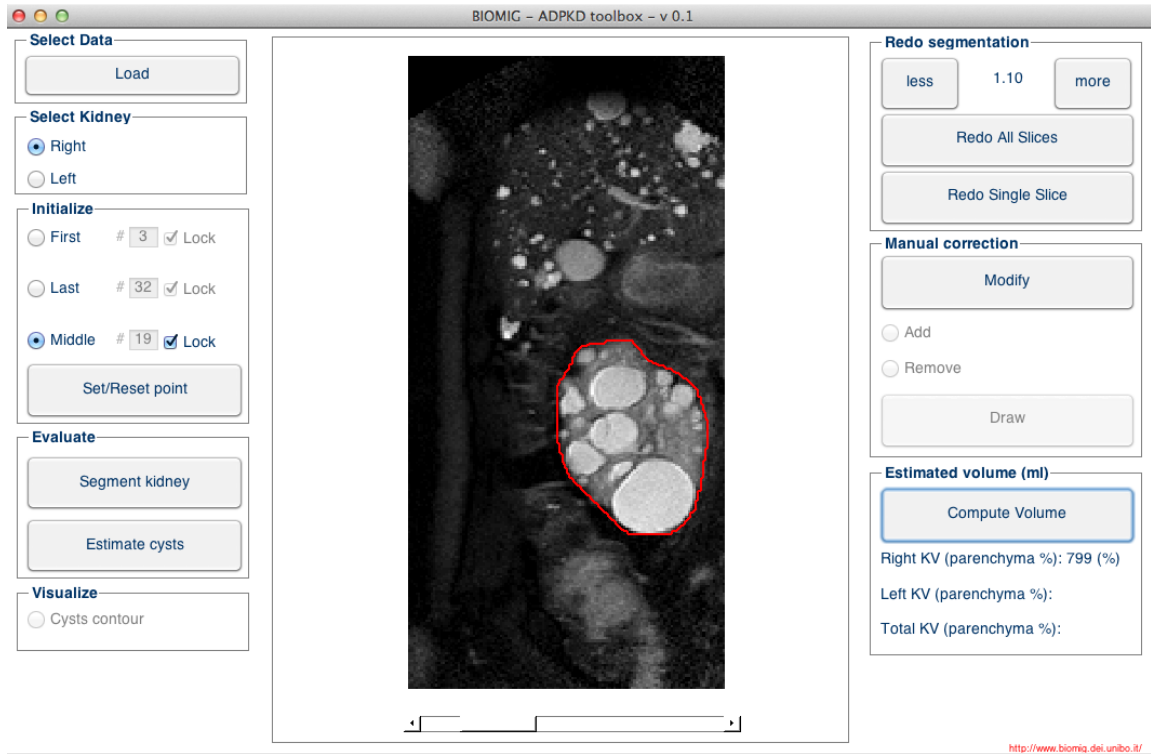 BIOMIG - ADPKD toolbox - v 0.1
Select Data
Load
Select Kidney
Right
Left
Initialize
First # 3 Lock
Last # 32 Lock
Middle # 19 Lock
Set/Reset point
Evaluate
Segment kidney
Estimate cysts
Visualize
Cysts contour
Redo segmentation
less 1.10 more
Redo All Slices
Redo Single Slice
Manual correction
Modify
Add
Remove
Draw
Estimated volume (ml)
Compute Volume
Right KV (parenchyma %): 799 (%)
Left KV (parenchyma %):
Total KV (parenchyma %):
http://www.biomig.dei.unibo.it/